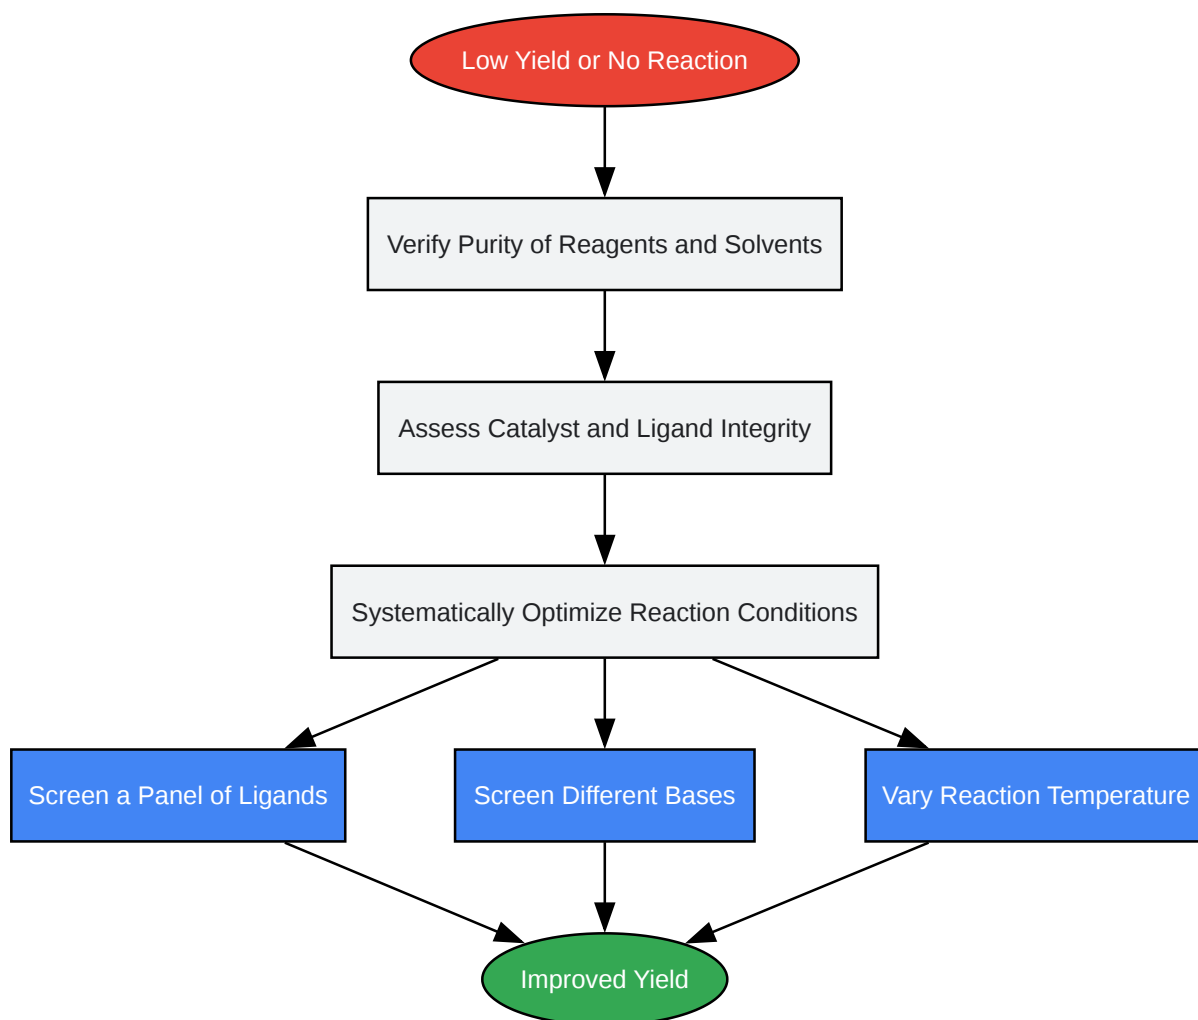 Low Yield or No Reaction
Verify Purity of Reagents and Solvents
Assess Catalyst and Ligand Integrity
Systematically Optimize Reaction Conditions
Screen a Panel of Ligands
Screen Different Bases
Vary Reaction Temperature
Improved Yield